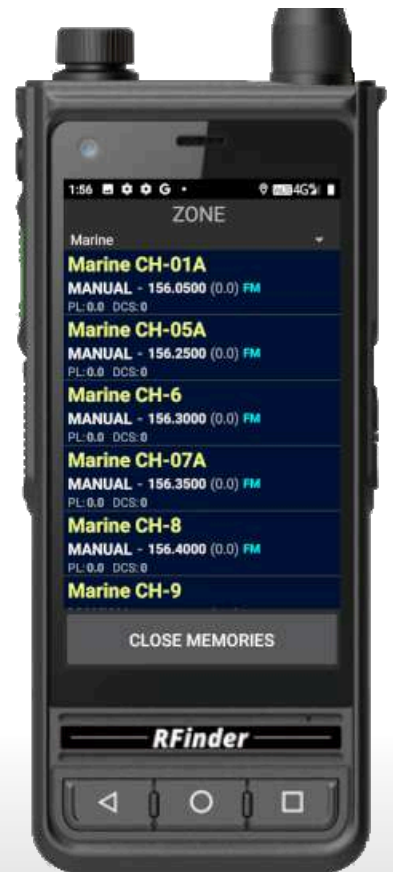 1:56 G 4G
ZONE
Marine
Marine CH-01A
MANUAL - 156.0500 (0.0) FM
PL:0.0 DCS:0
Marine CH-05A
MANUAL - 156.2500 (0.0) FM
PL:0.0 DCS:0
Marine CH-6
MANUAL - 156.3000 (0.0) FM
PL:0.0 DCS:0
Marine CH-07A
MANUAL - 156.3500 (0.0) FM
PL:0.0 DCS:0
Marine CH-8
MANUAL - 156.4000 (0.0) FM
PL:0.0 DCS:0
Marine CH-9
CLOSE MEMORIES
RFinder